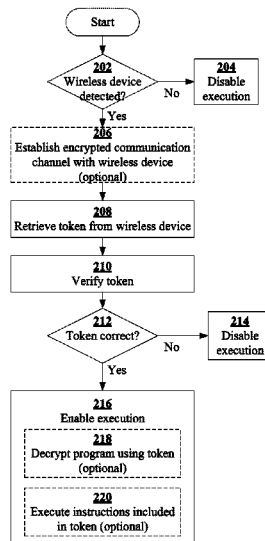 Start
202
Wireless device
detected?
No
204
Disable
execution
Yes
206
Establish encrypted communication
channel with wireless device
(optional)
208
Retrieve token from wireless device
210
Verify token
212
Token correct?
No
214
Disable
execution
Yes
216
Enable execution
218
Decrypt program using token
(optional)
220
Execute instructions included
in token (optional)